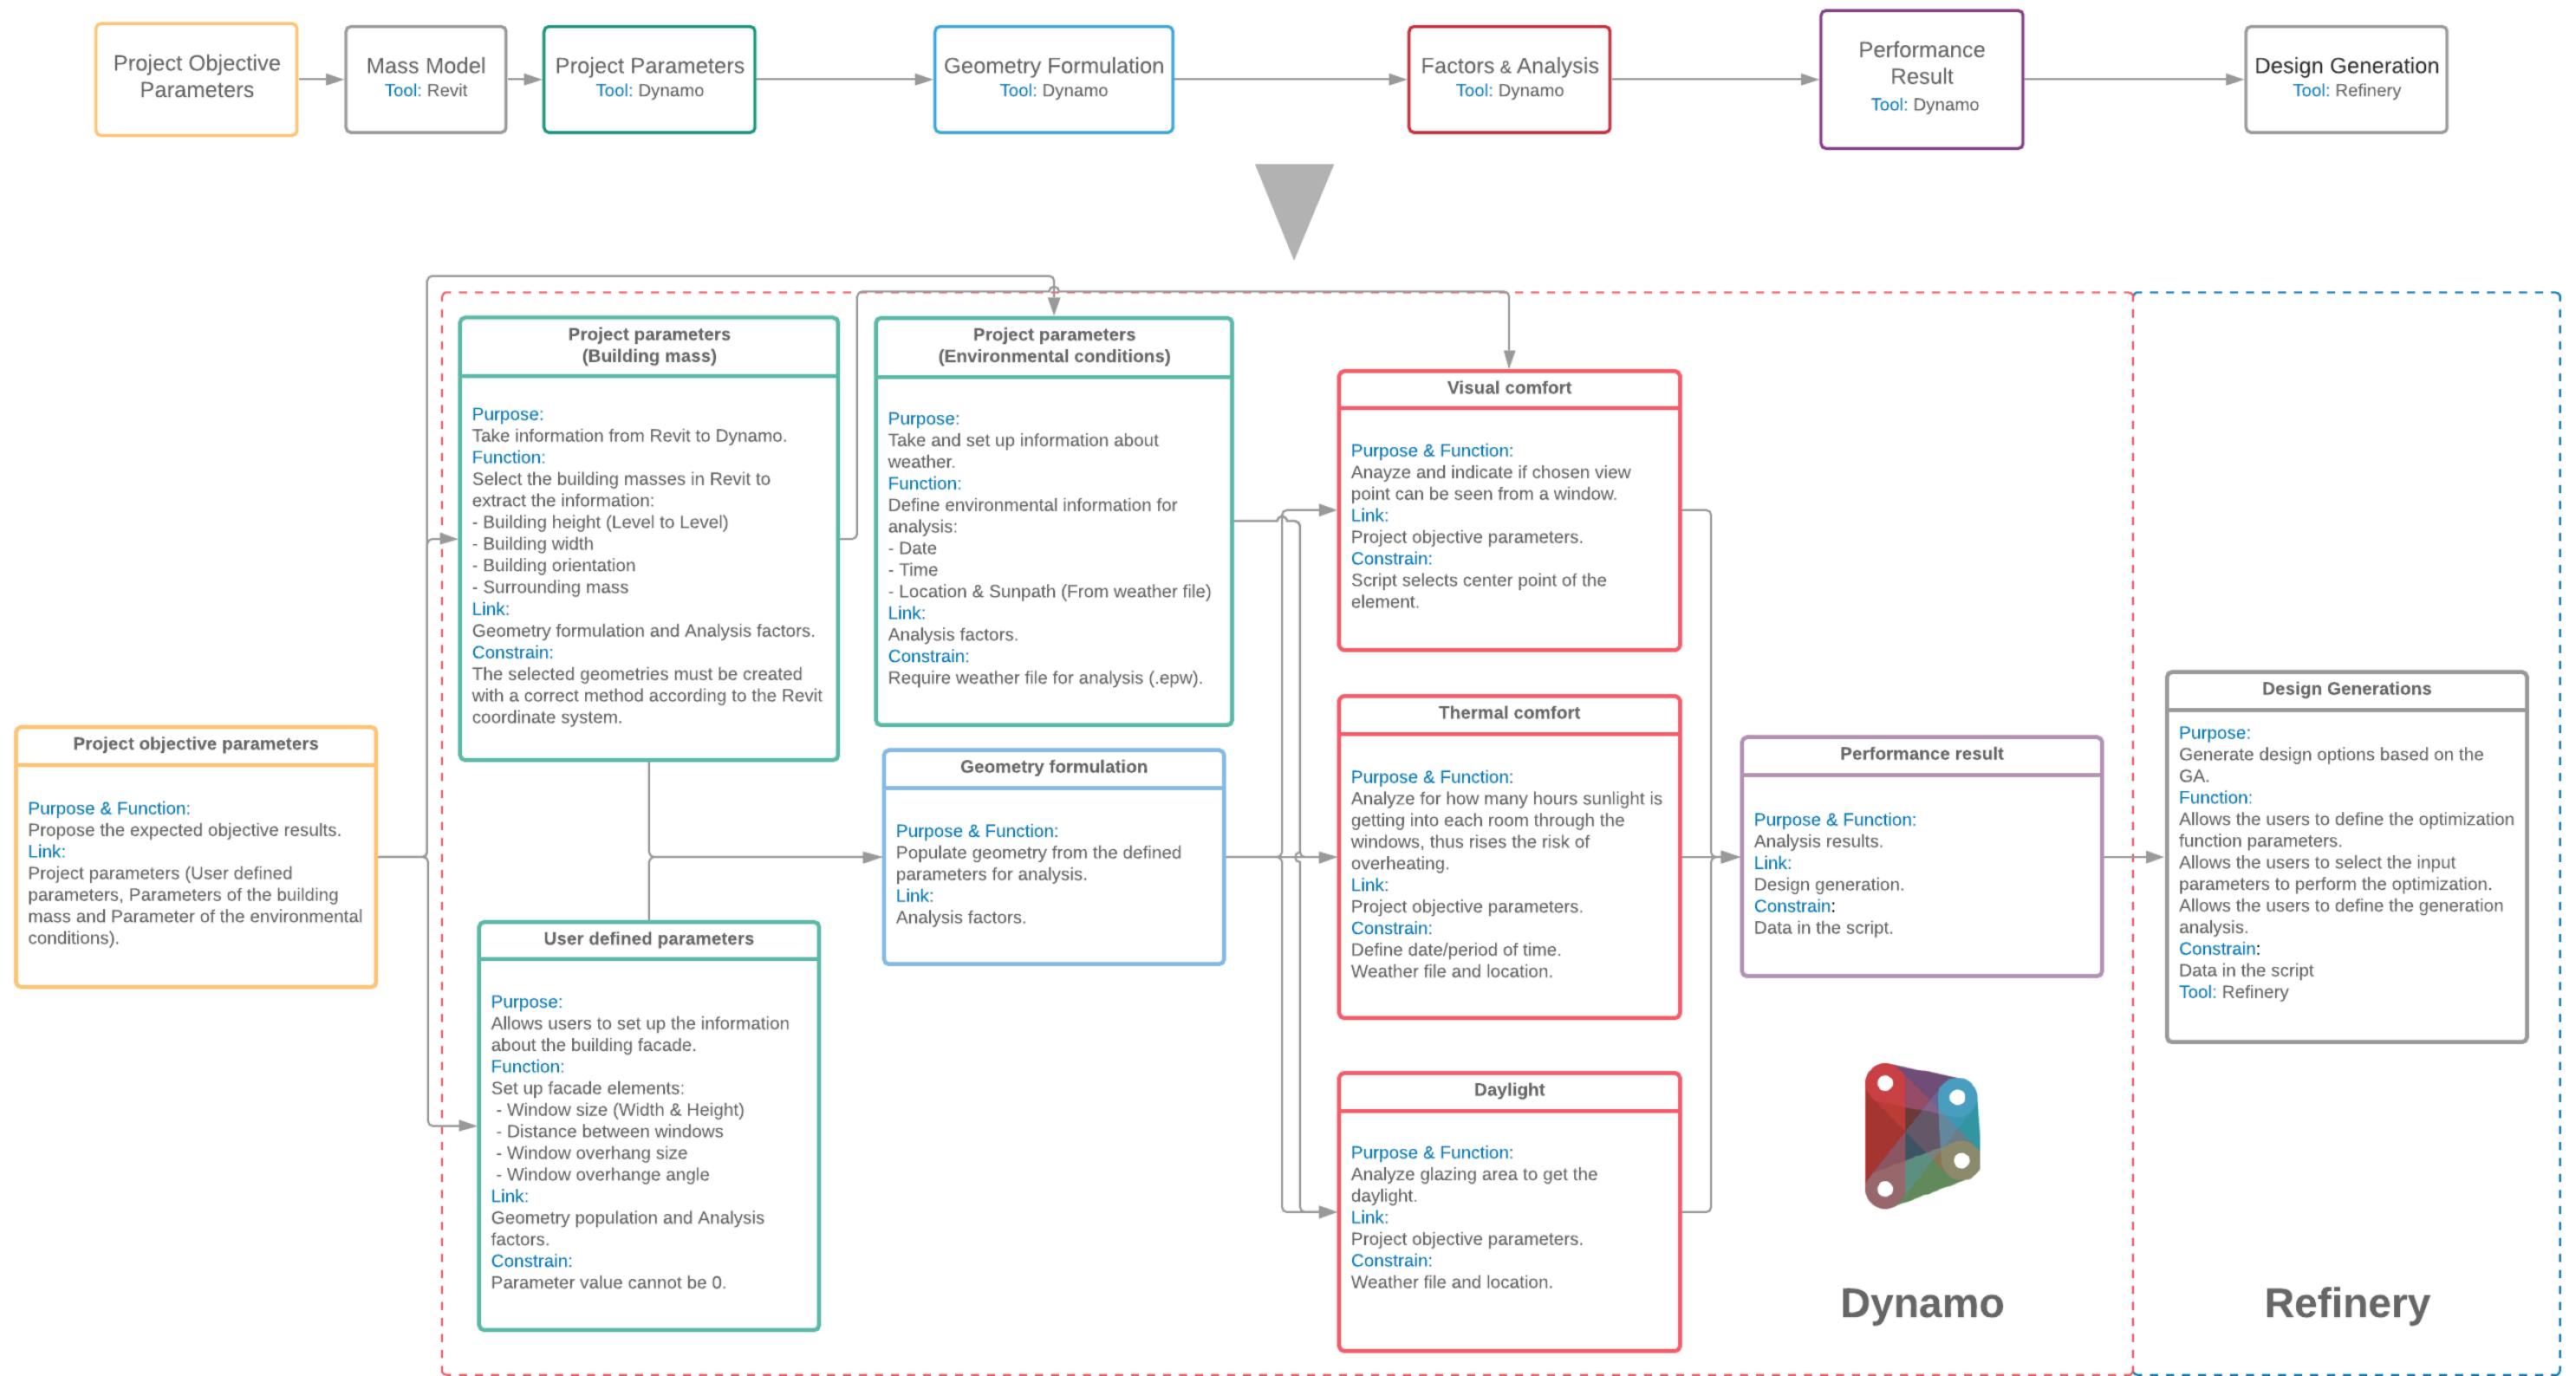 Project Objective
Parameters
Mass Model
Tool: Revit
Project Parameters
Tool: Dynamo
Geometry Formulation
Tool: Dynamo
Factors & Analysis
Tool: Dynamo
Performance
Result
Tool: Dynamo
Design Generation
Tool: Refinery
Project objective parameters
Purpose & Function:
Propose the expected objective results.
Link:
Project parameters (User defined
parameters, Parameters of the building
mass and Parameter of the environmental
conditions).
Project parameters
(Building mass)
Purpose:
Take information from Revit to Dynamo.
Function:
Select the building masses in Revit to
extract the information:
- Building height (Level to Level)
- Building width
- Building orientation
- Surrounding mass
Link:
Geometry formulation and Analysis factors.
Constrain:
The selected geometries must be created
with a correct method according to the Revit
coordinate system.
User defined parameters
Purpose:
Allows users to set up the information
about the building facade.
Function:
Set up facade elements:
- Window size (Width & Height)
- Distance between windows
- Window overhang size
- Window overhange angle
Link:
Geometry population and Analysis
factors.
Constrain:
Parameter value cannot be 0.
Project parameters
(Environmental conditions)
Purpose:
Take and set up information about
weather.
Function:
Define environmental information for
analysis:
- Date
- Time
- Location & Sunpath (From weather file)
Link:
Analysis factors.
Constrain:
Require weather file for analysis (.epw).
Geometry formulation
Purpose & Function:
Populate geometry from the defined
parameters for analysis.
Link:
Analysis factors.
Visual comfort
Purpose & Function:
Anayze and indicate if chosen view
point can be seen from a window.
Link:
Project objective parameters.
Constrain:
Script selects center point of the
element.
Thermal comfort
Purpose & Function:
Analyze for how many hours sunlight is
getting into each room through the
windows, thus rises the risk of
overheating.
Link:
Project objective parameters.
Constrain:
Define date/period of time.
Weather file and location.
Daylight
Purpose & Function:
Analyze glazing area to get the
daylight.
Link:
Project objective parameters.
Constrain:
Weather file and location.
Performance result
Purpose & Function:
Analysis results.
Link:
Design generation.
Constrain:
Data in the script.
Dynamo
Design Generations
Purpose:
Generate design options based on the
GA.
Function:
Allows the users to define the optimization
function parameters.
Allows the users to select the input
parameters to perform the optimization.
Allows the users to define the generation
analysis.
Constrain:
Data in the script
Tool: Refinery
Refinery